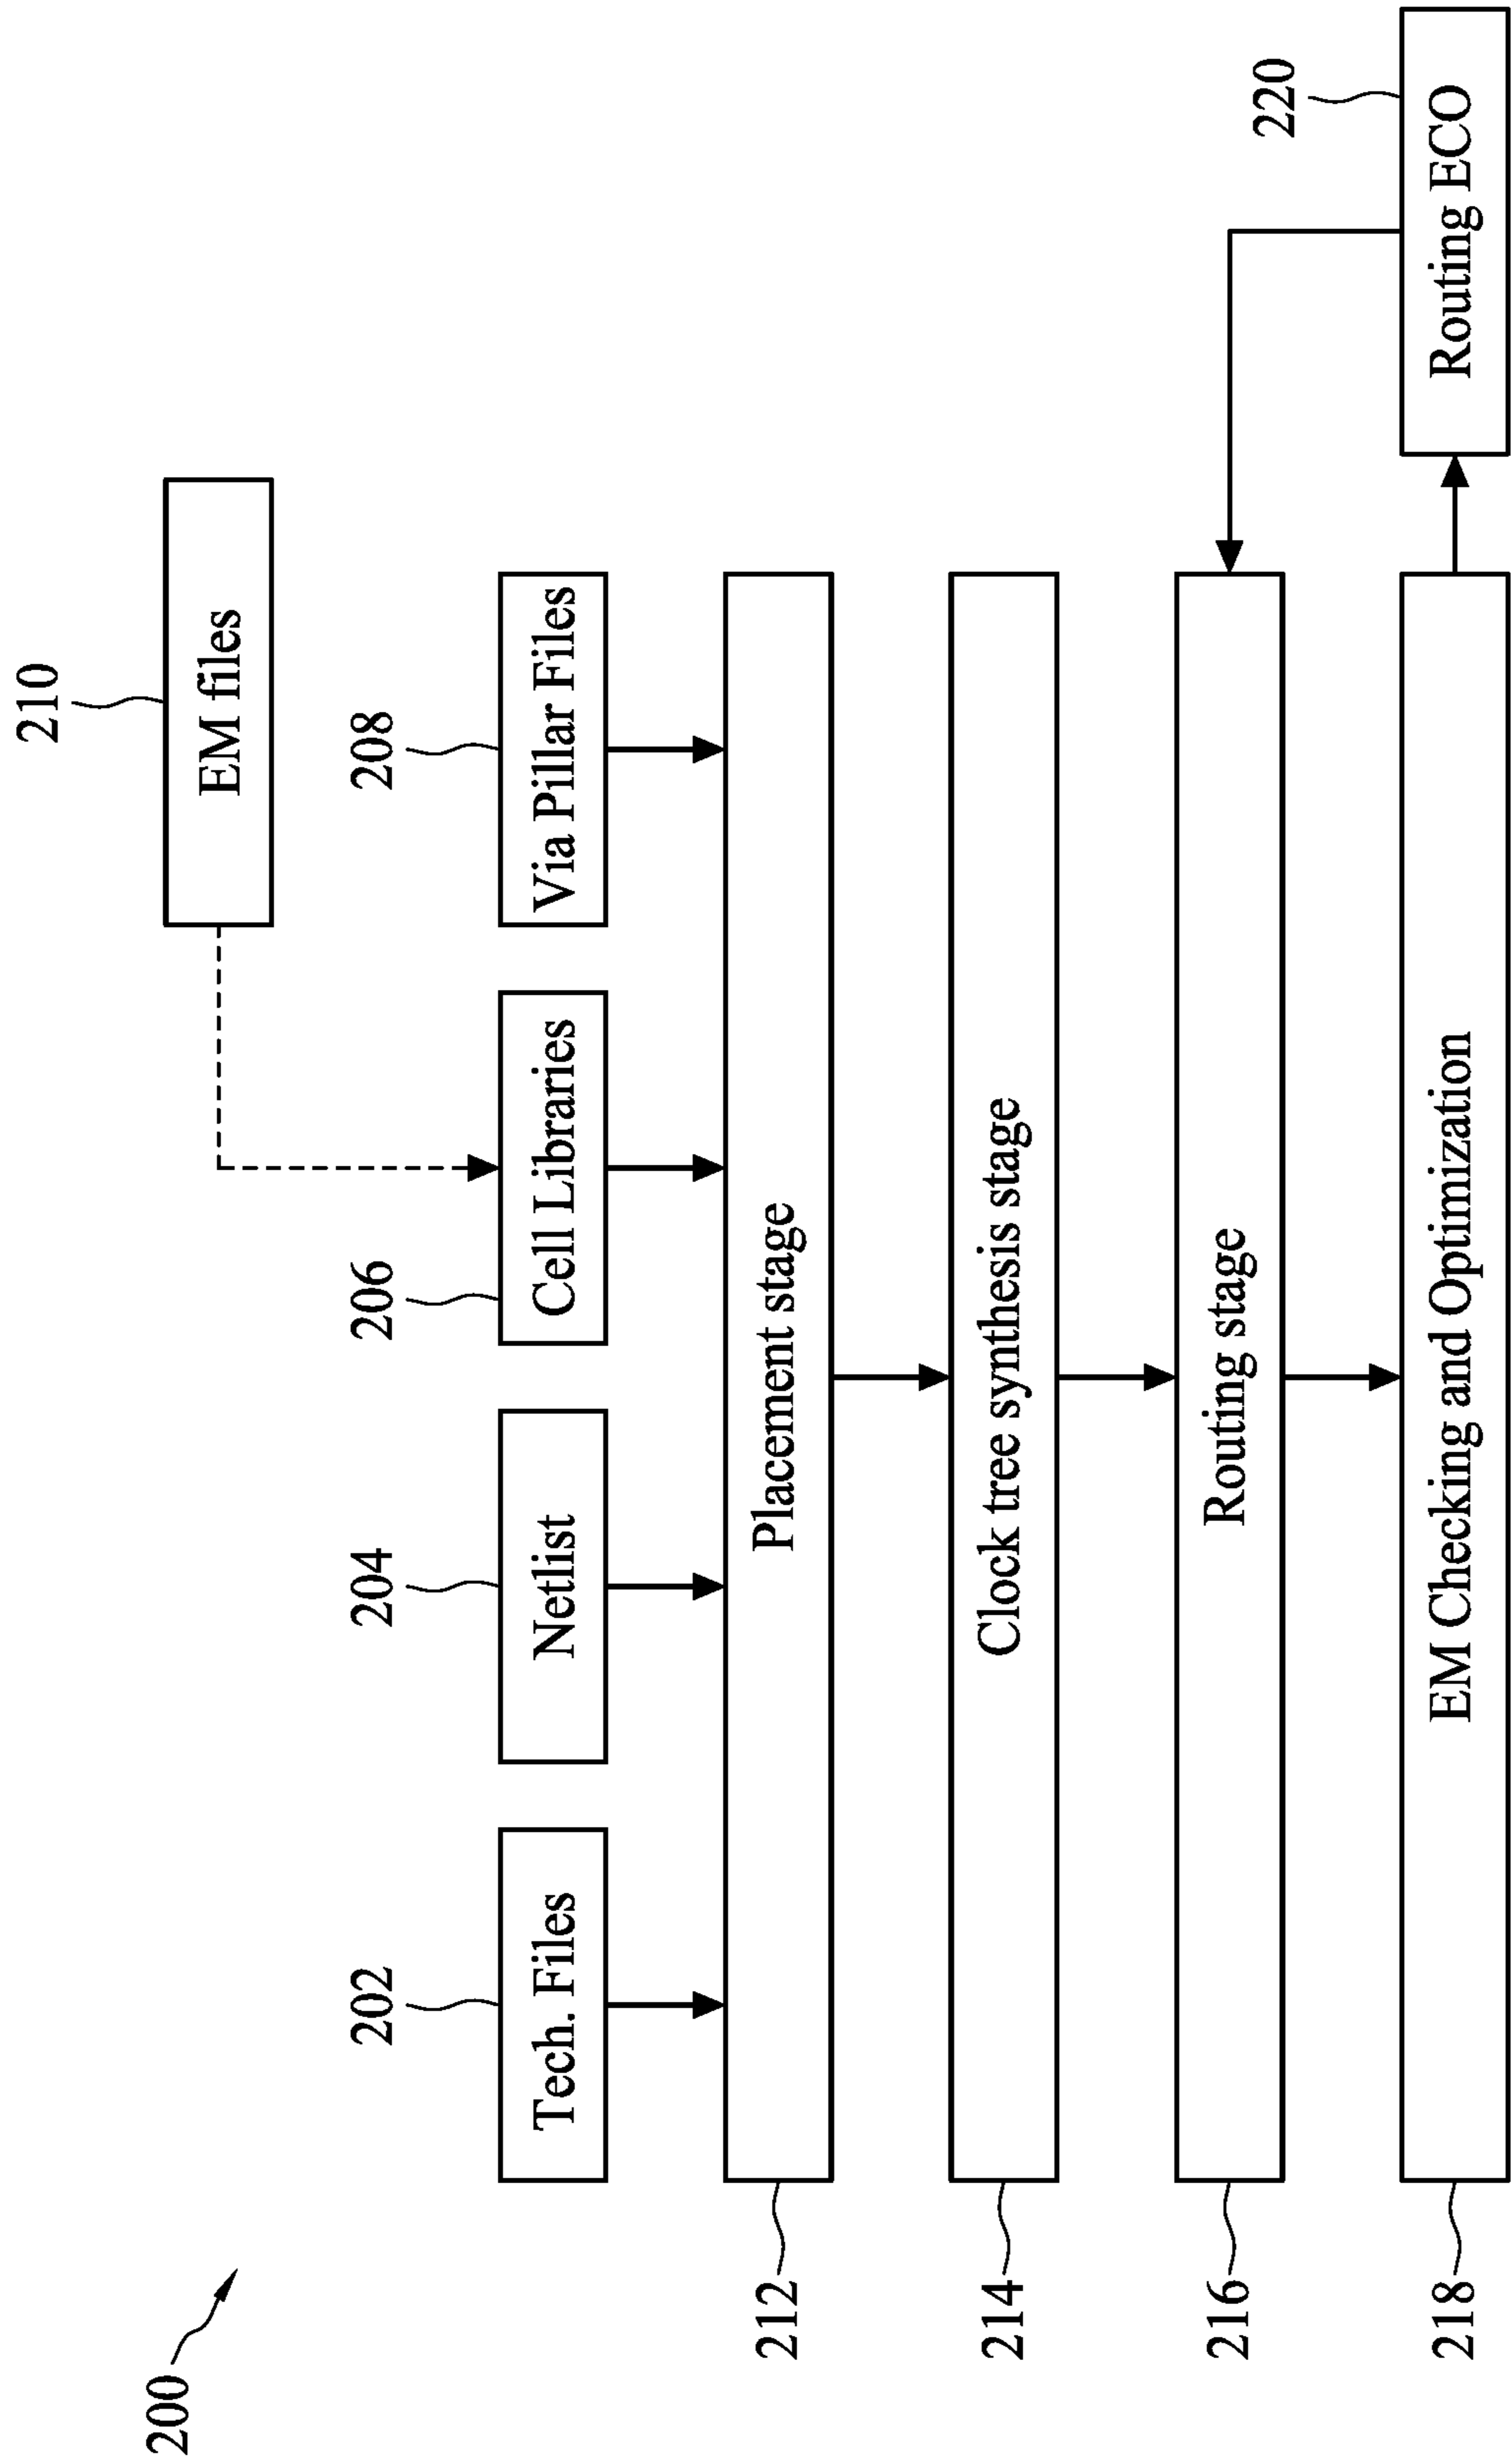 200
210
EM files
202
204
206
208
Tech. Files
Netlist
Cell Libraries
Via Pillar Files
212
Placement stage
214
Clock tree synthesis stage
216
Routing stage
220
218
EM Checking and Optimization
Routing ECO